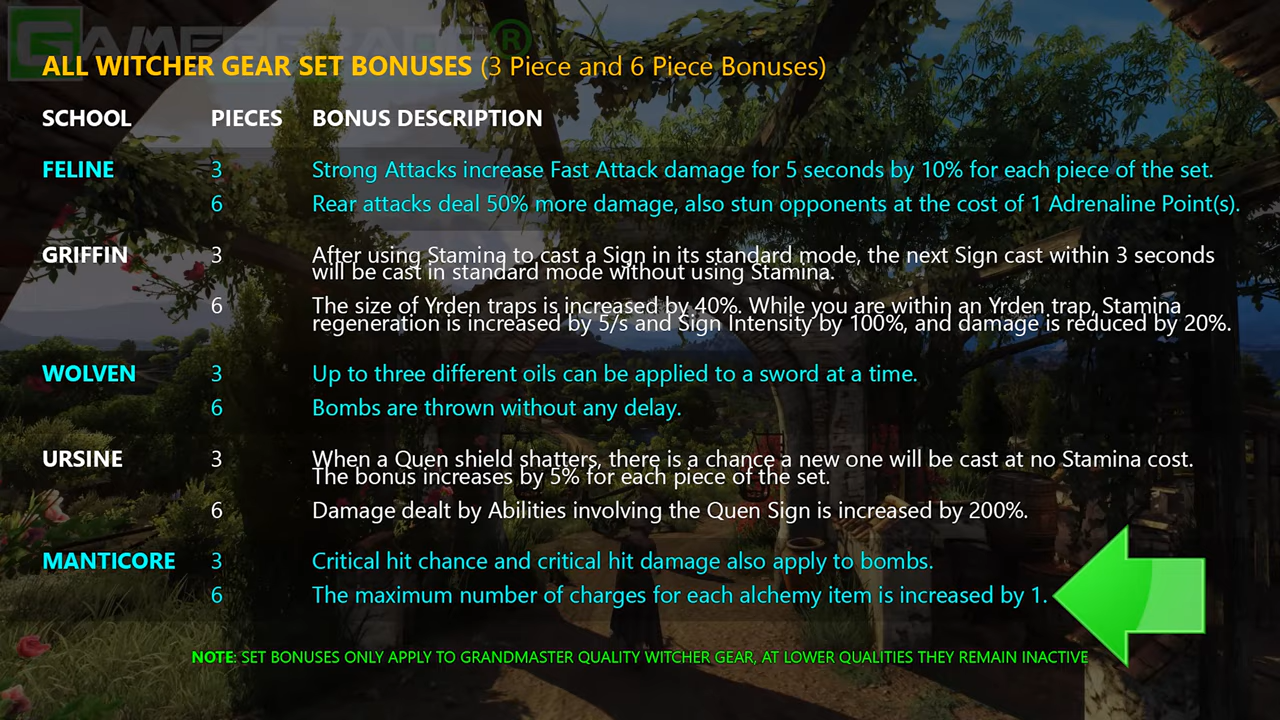 GAMERGRADE®
ALL WITCHER GEAR SET BONUSES (3 Piece and 6 Piece Bonuses)
SCHOOL PIECES BONUS DESCRIPTION
FELINE 3 Strong Attacks increase Fast Attack damage for 5 seconds by 10% for each piece of the set.
6 Rear attacks deal 50% more damage, also stun opponents at the cost of 1 Adrenaline Point(s).
GRIFFIN 3 After using Stamina to cast a Sign in its standard mode, the next Sign cast within 3 seconds
will be cast in standard mode without using Stamina.
6 The size of Yrden traps is increased by 40%. While you are within an Yrden trap, Stamina
regeneration is increased by 5/s and Sign Intensity by 100%, and damage is reduced by 20%.
WOLVEN 3 Up to three different oils can be applied to a sword at a time.
6 Bombs are thrown without any delay.
URSINE 3 When a Quen shield shatters, there is a chance a new one will be cast at no Stamina cost.
The bonus increases by 5% for each piece of the set.
6 Damage dealt by Abilities involving the Quen Sign is increased by 200%.
MANTICORE 3 Critical hit chance and critical hit damage also apply to bombs.
6 The maximum number of charges for each alchemy item is increased by 1.
NOTE: SET BONUSES ONLY APPLY TO GRANDMASTER QUALITY WITCHER GEAR, AT LOWER QUALITIES THEY REMAIN INACTIVE